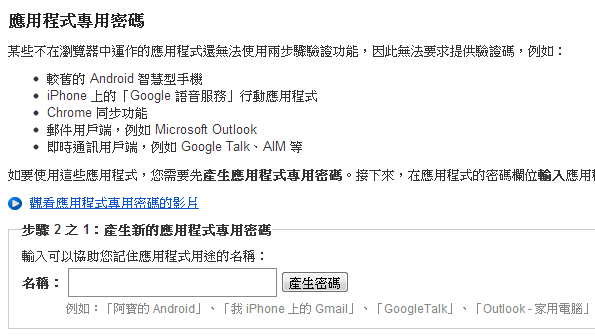 應用程式專用密碼
某些不在瀏覽器中運作的應用程式還無法使用兩步驟驗證功能，因此無法要求提供驗證碼，例如：
較舊的 Android 智慧型手機
iPhone 上的「Google 語音服務」行動應用程式
Chrome 同步功能
郵件用戶端，例如 Microsoft Outlook
即時通訊用戶端，例如 Google Talk、AIM 等
如要使用這些應用程式，您需要先產生應用程式專用密碼。接下來，在應用程式的密碼欄位輸入應用
觀看應用程式專用密碼的影片
步驟 2 之 1：產生新的應用程式專用密碼
輸入可以協助您記住應用程式用途的名稱：
名稱： 產生密碼
例如：「阿寶的 Android」、「我 iPhone 上的 Gmail」、「GoogleTalk」、「Outlook - 家用電腦」